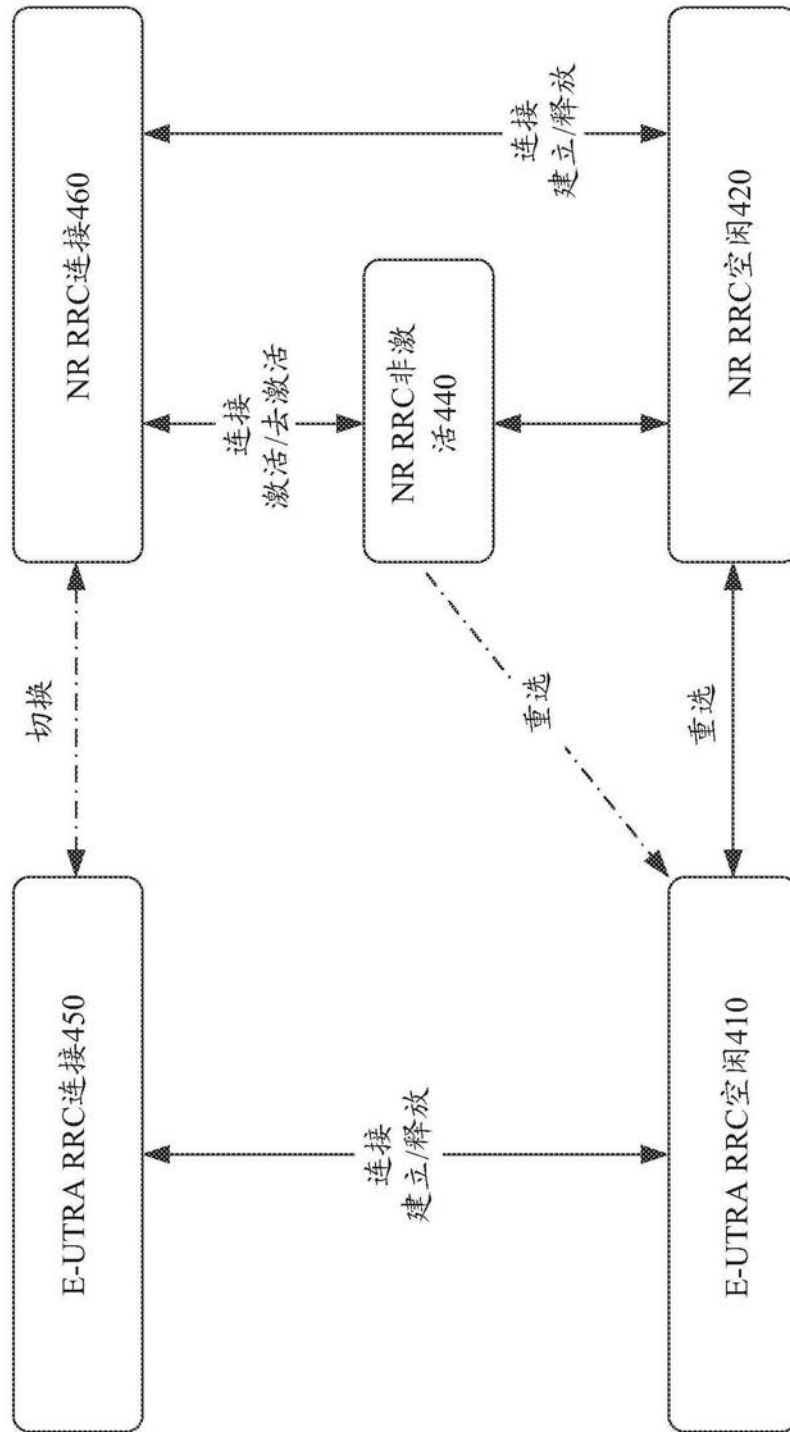 E-UTRA RRC连接450
切换
NR RRC连接460
连接
建立/释放
连接
激活/去激活
NR RRC非激
活440
连接
建立/释放
重选
E-UTRA RRC空闲410
重选
NR RRC空闲420